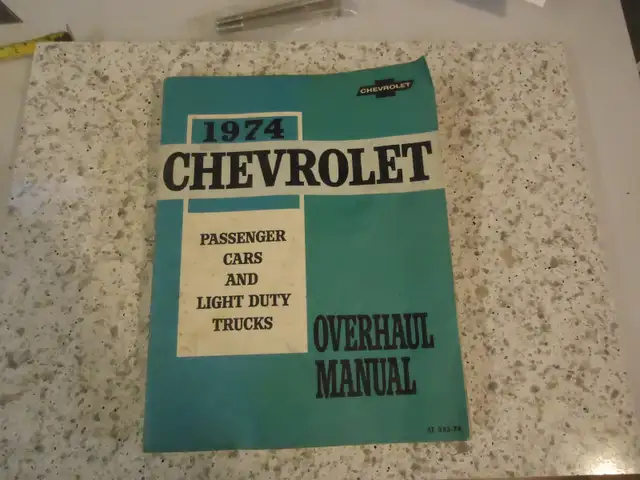 CHEVROLET
1974
CHEVROLET
PASSENGER
CARS
AND
LIGHT DUTY
TRUCKS
OVERHAUL
MANUAL